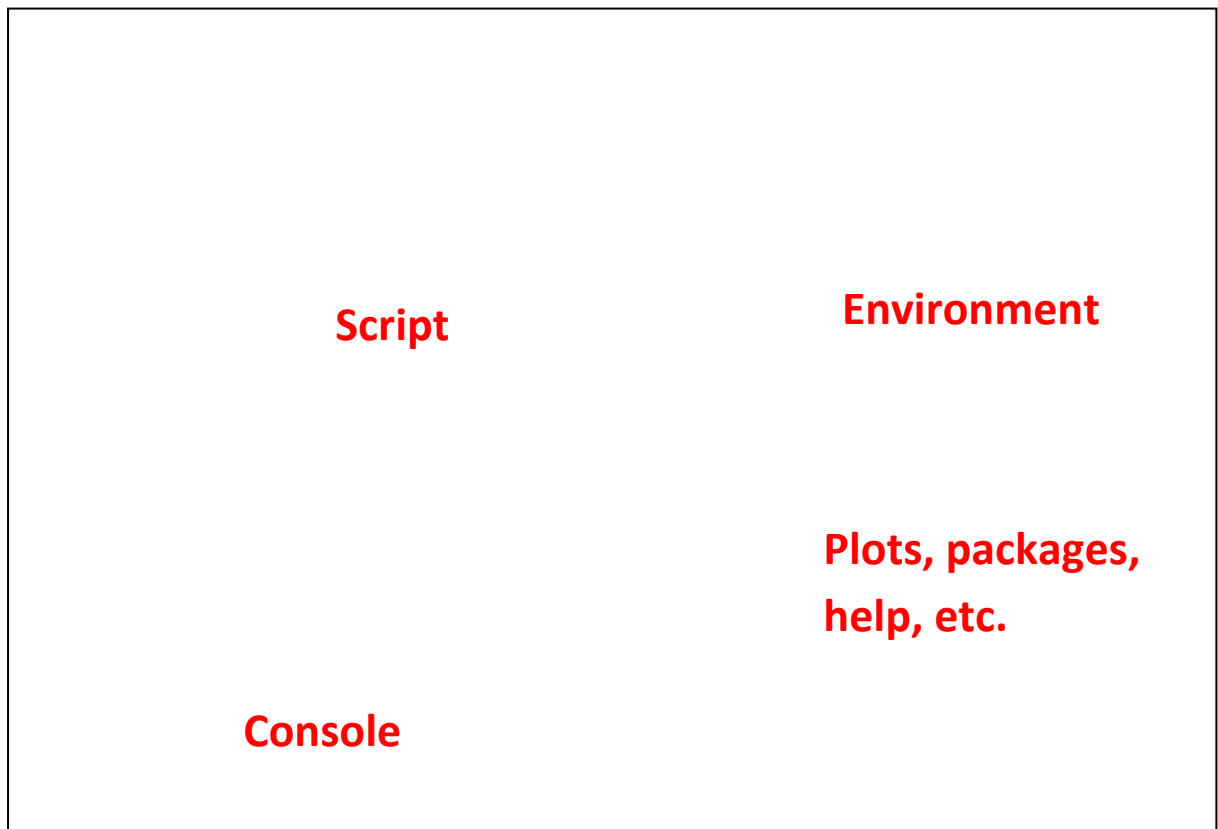 Script
Environment
Plots, packages,
help, etc.
Console